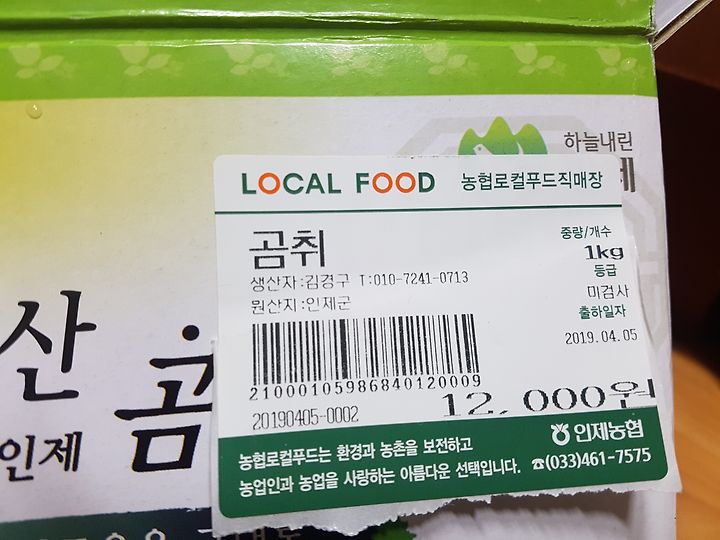 하늘내린
LOCAL FOOD 농협로컬푸드직매장
곰취
중량/개수
1kg
생산자:김경구 T:010-7241-0713
등급
원산지:인제군
미검사
출하일자
2019.04.05
210001059868401200​09
20190405-0002
12,000원
산 곰
인제
농협로컬푸드는 환경과 농촌을 보전하고
인제농협
농업인과 농업을 사랑하는 아름다운 선택입니다. ☎(033)461-7575